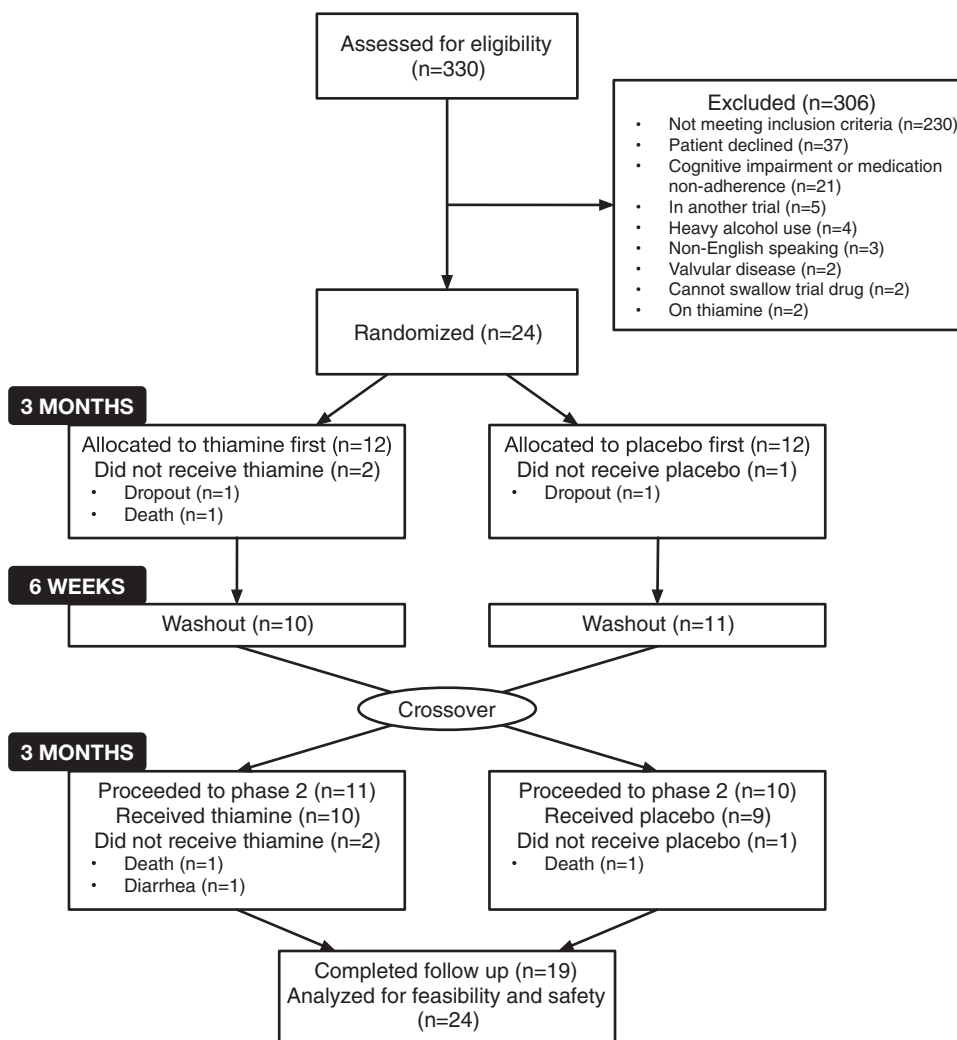 Assessed for eligibility
(n=330)
Excluded (n=306)
• Not meeting inclusion criteria (n=230)
• Patient declined (n=37)
• Cognitive impairment or medication
non-adherence (n=21)
• In another trial (n=5)
• Heavy alcohol use (n=4)
• Non-English speaking (n=3)
• Valvular disease (n=2)
• Cannot swallow trial drug (n=2)
• On thiamine (n=2)
Randomized (n=24)
3 MONTHS
Allocated to thiamine first (n=12)
Did not receive thiamine (n=2)
• Dropout (n=1)
• Death (n=1)
Allocated to placebo first (n=12)
Did not receive placebo (n=1)
• Dropout (n=1)
6 WEEKS
Washout (n=10)
Washout (n=11)
Crossover
3 MONTHS
Proceeded to phase 2 (n=11)
Received thiamine (n=10)
Did not receive thiamine (n=2)
• Death (n=1)
• Diarrhea (n=1)
Proceeded to phase 2 (n=10)
Received placebo (n=9)
Did not receive placebo (n=1)
• Death (n=1)
Completed follow up (n=19)
Analyzed for feasibility and safety
(n=24)